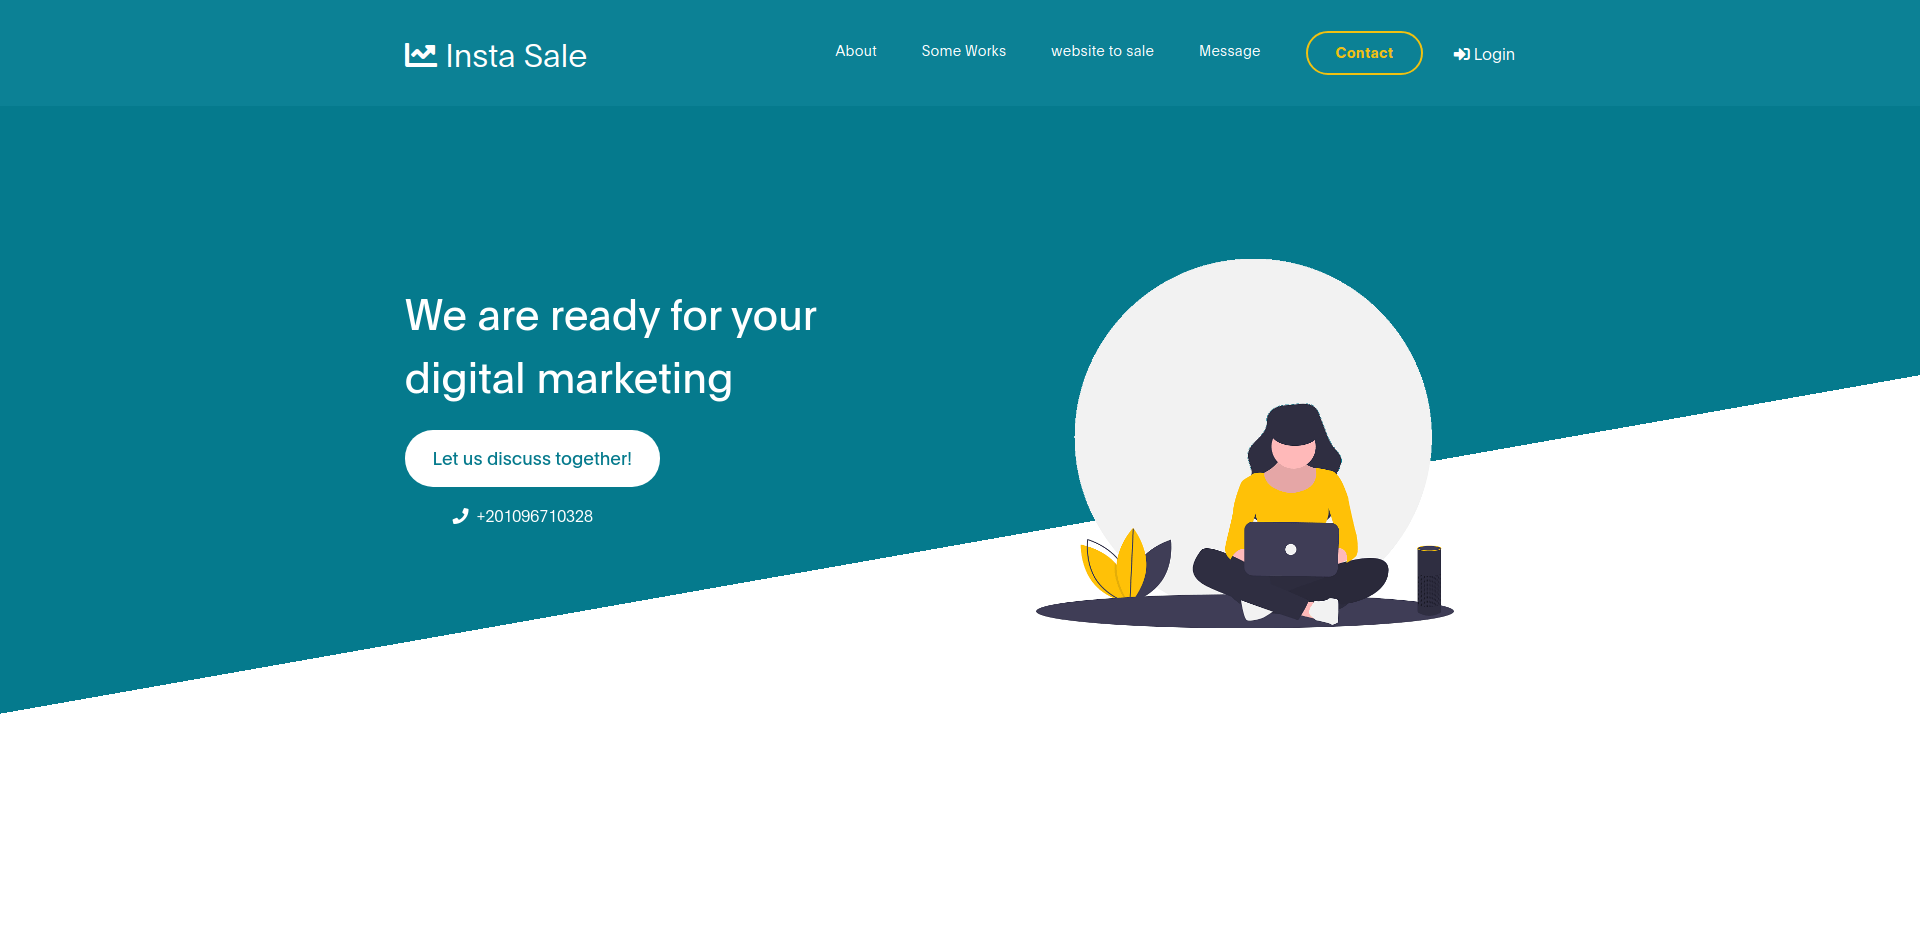 Insta Sale
About
Some Works
website to sale
Message
Contact
Login
We are ready for your
digital marketing
Let us discuss together!
+201096710328